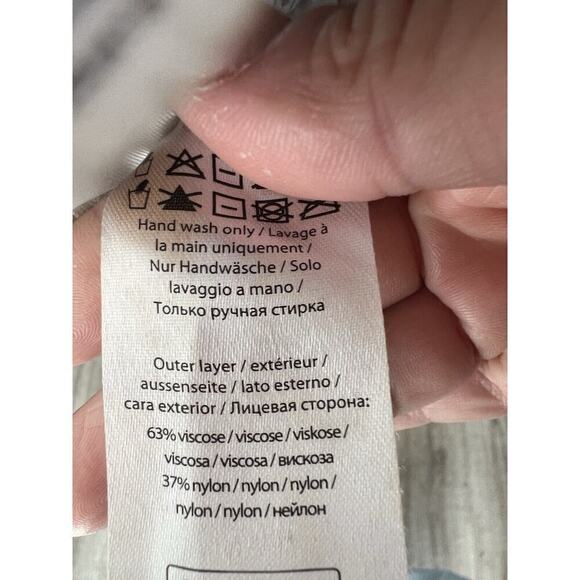 Hand wash only / Lavage à
la main uniquement /
Nur Handwäsche / Solo
lavaggio a mano /
Только ручная стирка
Outer layer / extérieur /
aussenseite / lato esterno /
cara exterior / Лицевая сторона:
63% viscose / viscose / viskose /
viscosa / viscosa / вискоза
37% nylon / nylon / nylon /
nylon / nylon / нейлон